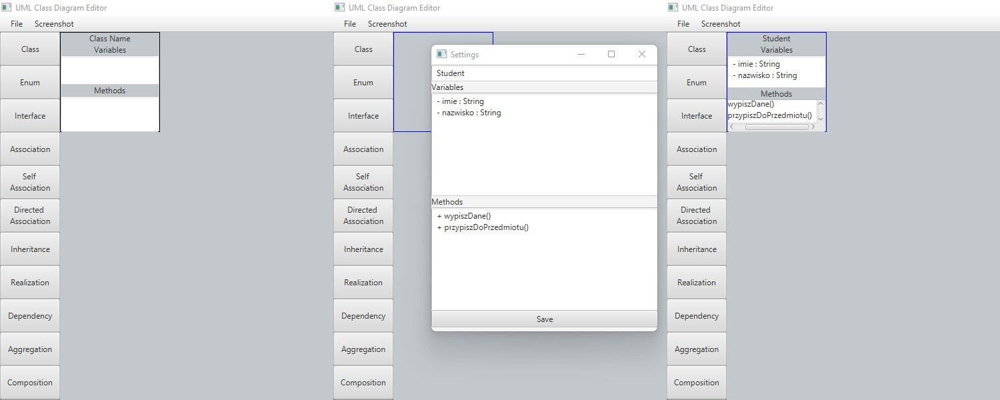 UML Class Diagram Editor
File Screenshot
Class
Enum
Interface
Association
Self
Association
Directed
Association
Inheritance
Realization
Dependency
Aggregation
Composition
Class Name
Variables
Methods
UML Class Diagram Editor
File Screenshot
Class
Enum
Interface
Association
Self
Association
Directed
Association
Inheritance
Realization
Dependency
Aggregation
Composition
Settings
Student
Variables
- imie : String
- nazwisko : String
Methods
+ wypiszDane()
+ przypiszDoPrzedmiotu()
Save
UML Class Diagram Editor
File Screenshot
Class
Enum
Interface
Association
Self
Association
Directed
Association
Inheritance
Realization
Dependency
Aggregation
Composition
Student
Variables
- imie : String
- nazwisko : String
Methods
wypiszDane()
przypiszDoPrzedmiotu()